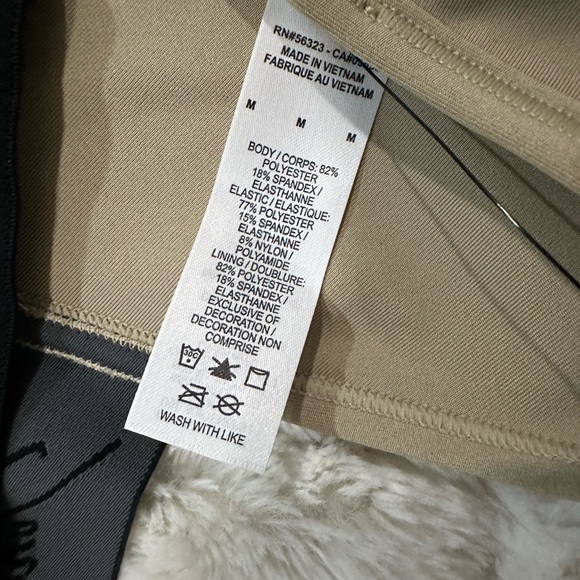 RN#56323 - CA#0
MADE IN VIETNAM
FABRIQUE AU VIETNAM
M M M
BODY / CORPS: 82%
POLYESTER
18% SPANDEX /
ELASTHANNE
ELASTIC / ELASTIQUE:
77% POLYESTER
15% SPANDEX /
ELASTHANNE
8% NYLON /
POLYAMIDE
LINING / DOUBLURE:
82% POLYESTER
18% SPANDEX /
ELASTHANNE
EXCLUSIVE OF
DECORATION /
DECORATION NON
COMPRISE
30C
WASH WITH LIKE